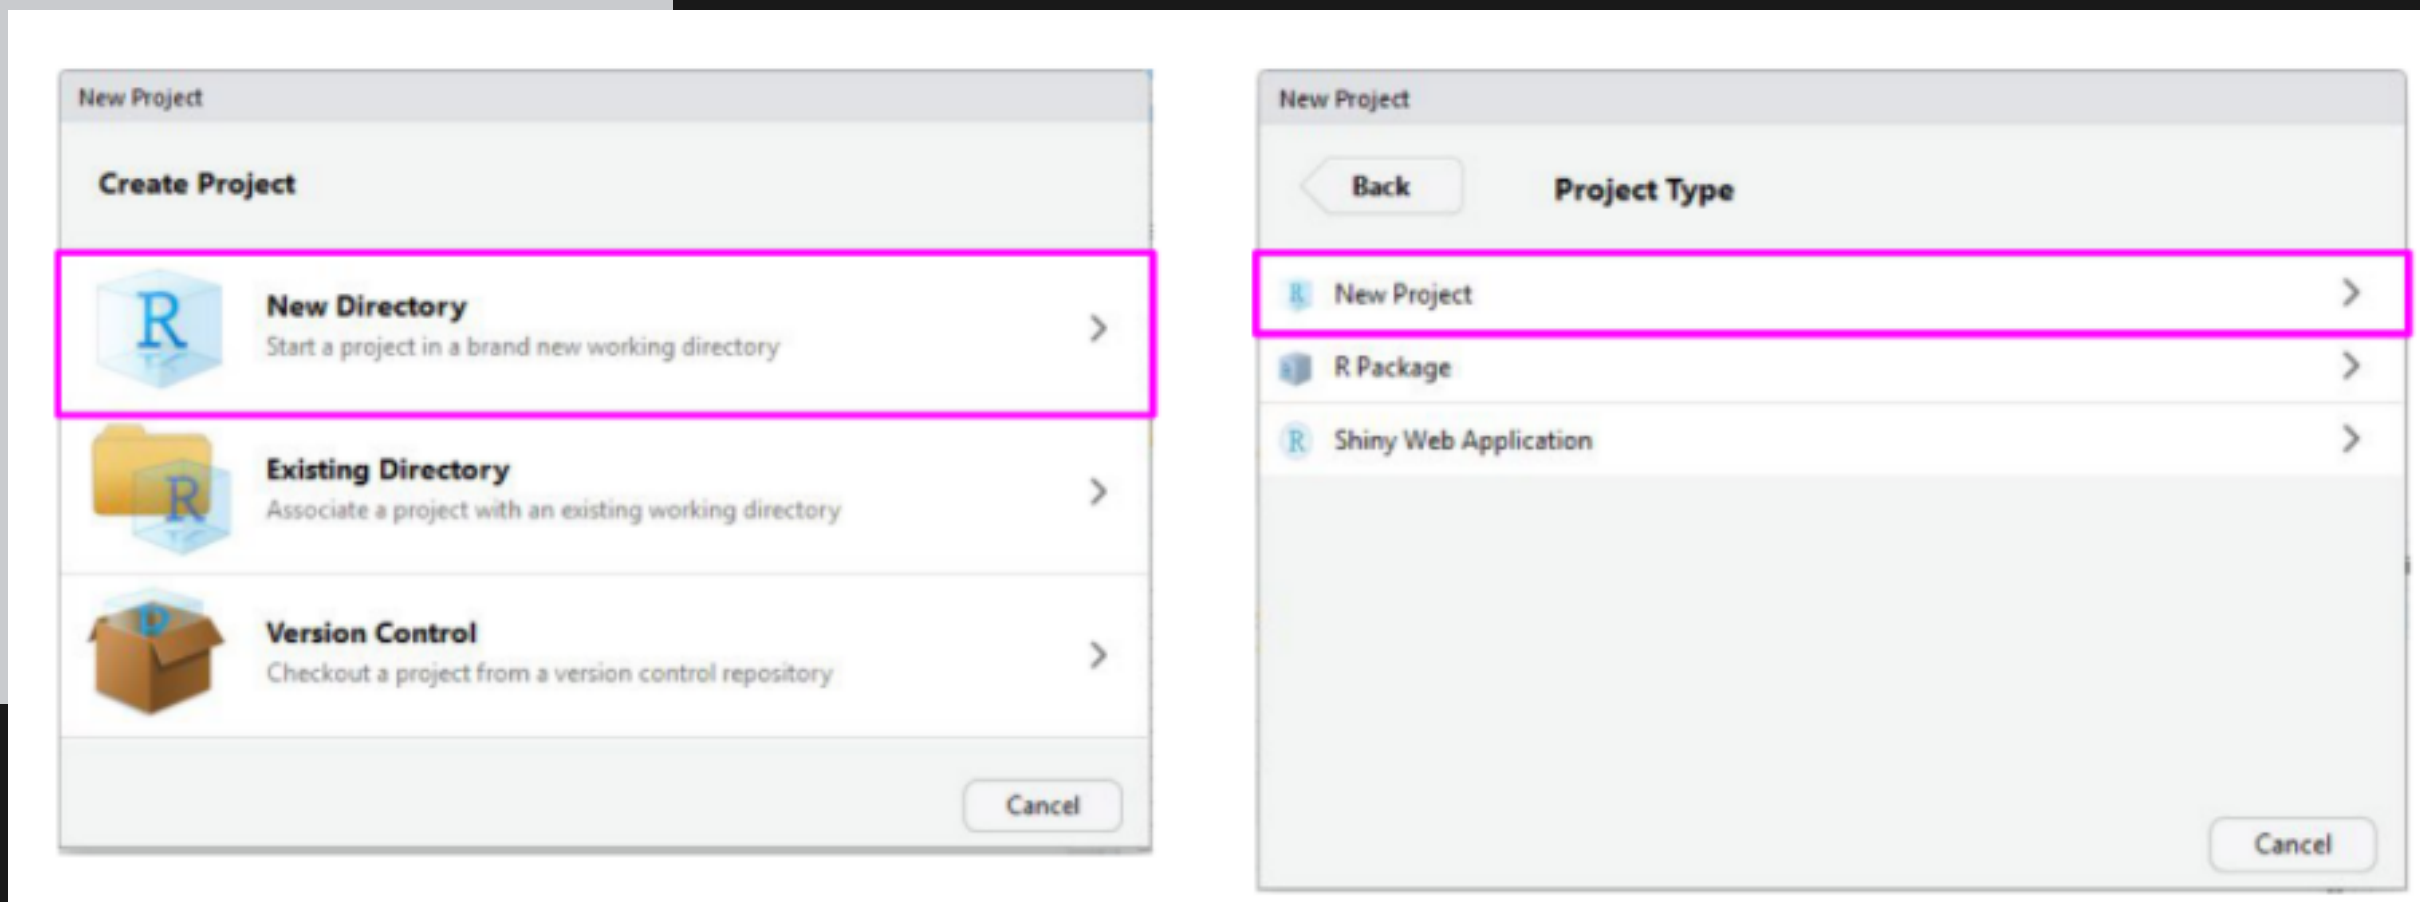 New Project
Create Project
R
New Directory
Start a project in a brand new working directory
R
Existing Directory
Associate a project with an existing working directory
Version Control
Checkout a project from a version control repository
Cancel
New Project
Back
Project Type
R
New Project
R Package
R
Shiny Web Application
Cancel